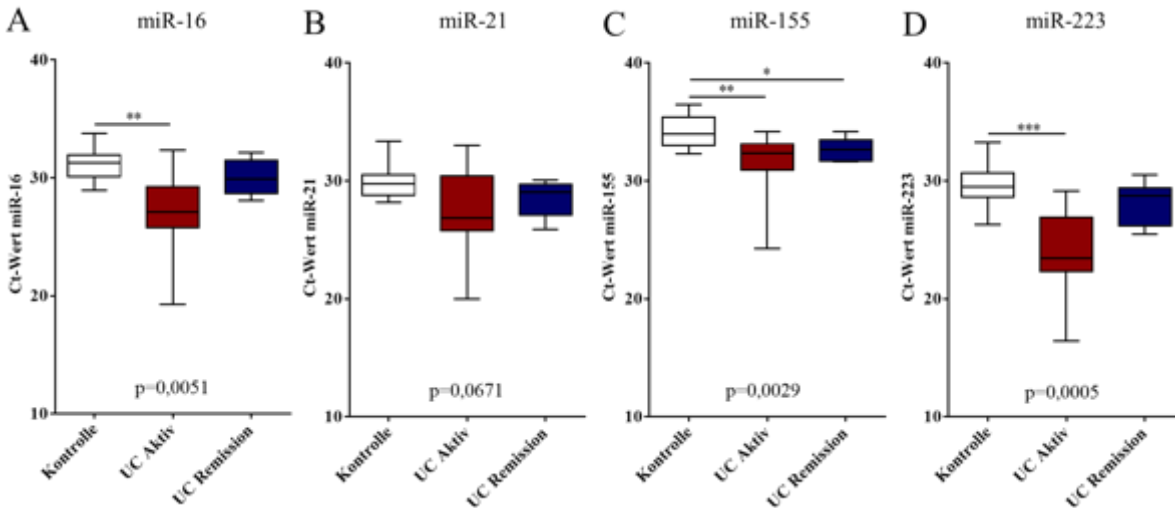 A
miR-16
Ct-Wert miR-16
40
30
20
10
**
p=0,0051
Kontrolle
UC Aktiv
UC Remission
B
miR-21
Ct-Wert miR-21
40
30
20
10
p=0,0671
Kontrolle
UC Aktiv
UC Remission
C
miR-155
Ct-Wert miR-155
40
30
20
10
*
**
p=0,0029
Kontrolle
UC Aktiv
UC Remission
D
miR-223
Ct-Wert miR-223
40
30
20
10
***
p=0,0005
Kontrolle
UC Aktiv
UC Remission